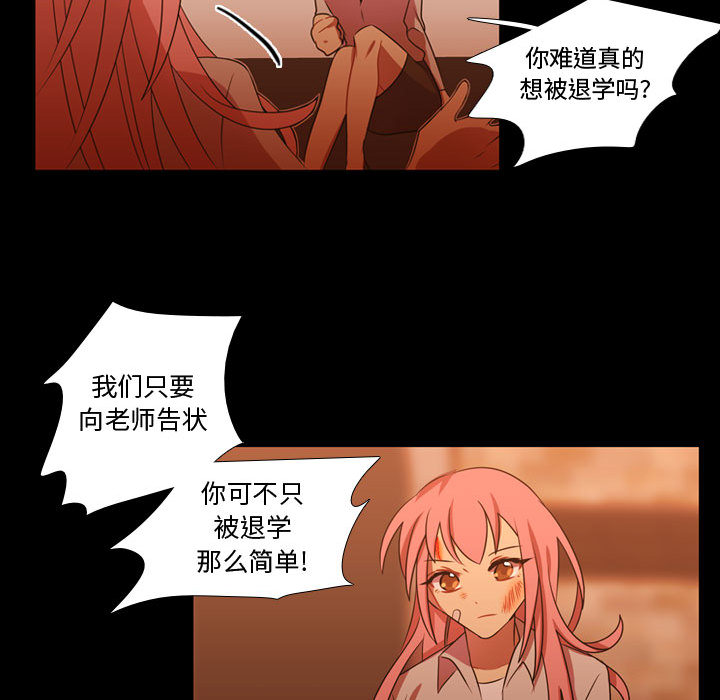 你难道真的
想被退学吗?
我们只要
向老师告状
你可不只
被退学
那么简单!